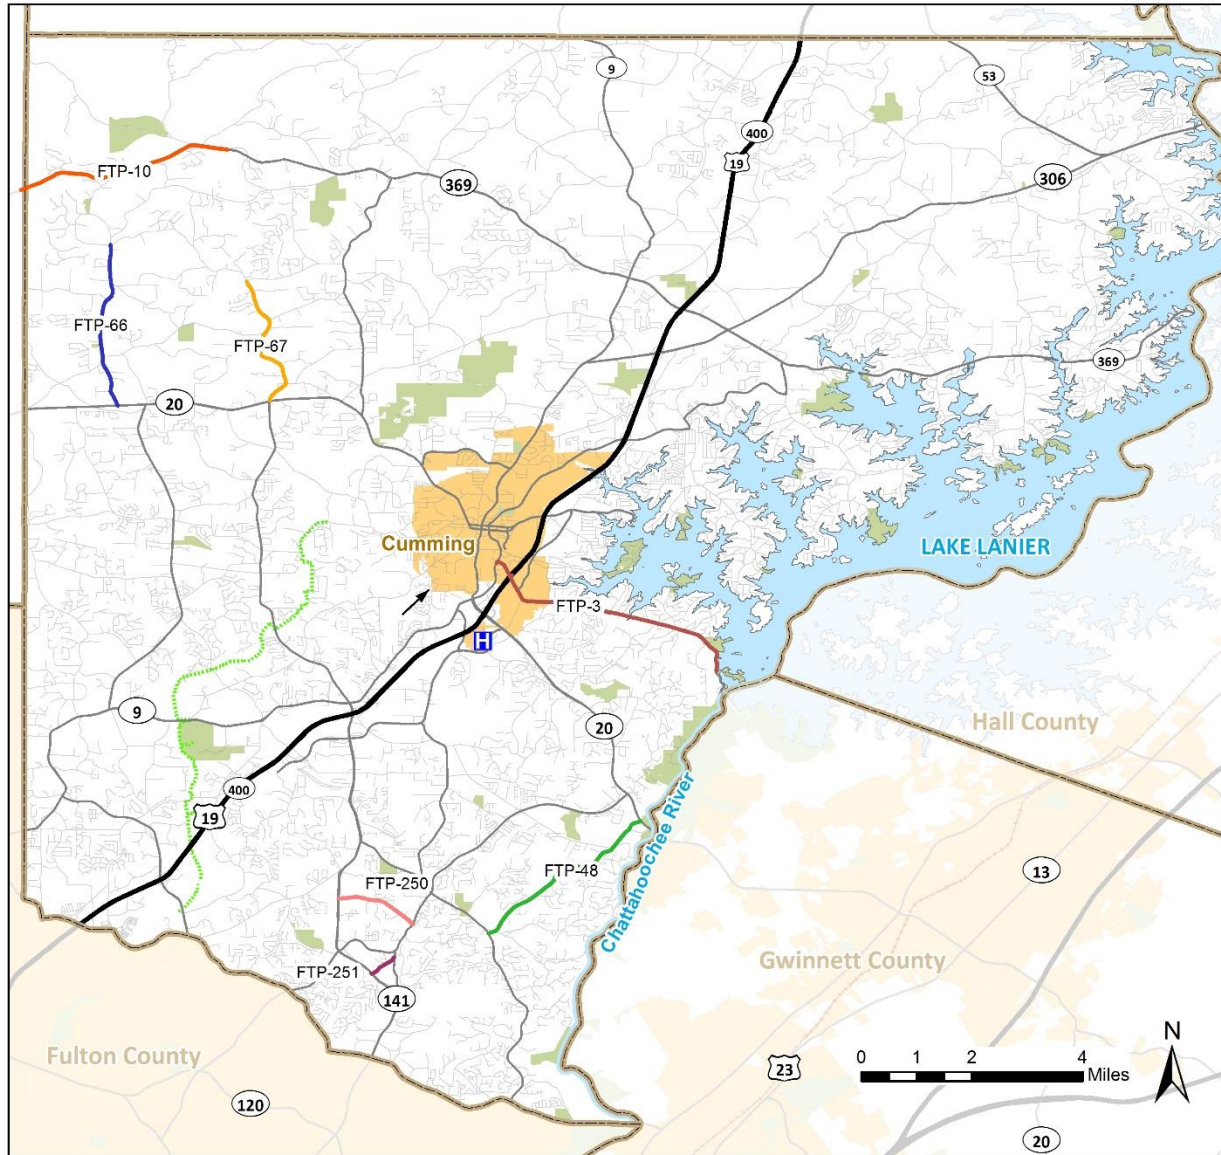 9
53
400
19
FTP-10
369
306
FTP-66
FTP-67
369
20
Cumming
LAKE LANIER
FTP-3
H
9
20
Hall County
400
19
Chattahoochee River
FTP-250
FTP-48
13
FTP-251
Gwinnett County
141
N
Fulton County
0 1 2 4
Miles
23
120
20